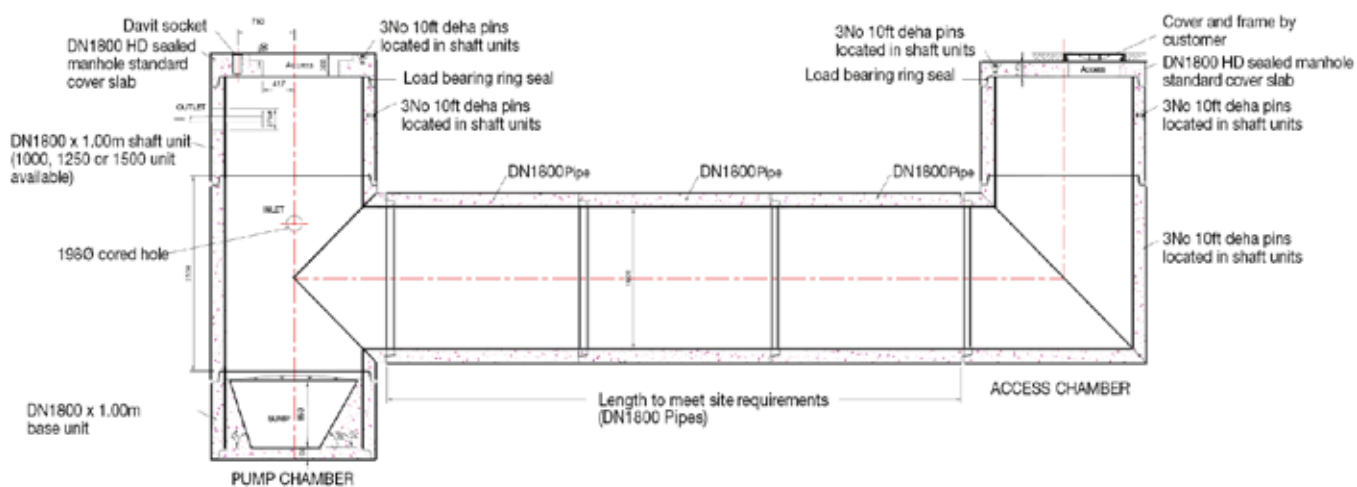 Davit socket
DN1800 HD sealed
manhole standard
cover slab
OUTLET
DN1800 x 1.00m shaft unit
(1000, 1250 or 1500 unit
available)
INLET
198Ø cored hole
DN1800 x 1.00m
base unit
SUMP
PUMP CHAMBER
Access
417
3No 10ft deha pins
located in shaft units
Load bearing ring seal
3No 10ft deha pins
located in shaft units
DN1800Pipe
DN1800Pipe
DN1800Pipe
Length to meet site requirements
(DN1800 Pipes)
3No 10ft deha pins
located in shaft units
Load bearing ring seal
Access
Cover and frame by
customer
DN1800 HD sealed manhole
standard cover slab
3No 10ft deha pins
located in shaft units
3No 10ft deha pins
located in shaft units
ACCESS CHAMBER